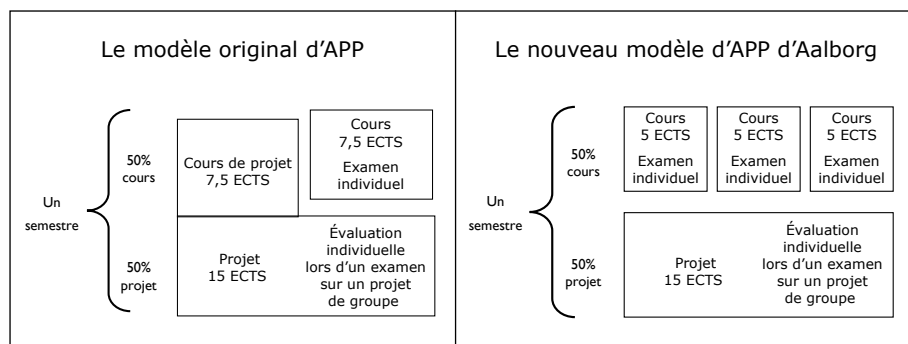 Le modèle original d’APP
Un
semestre
50%
cours
Cours de projet
7,5 ECTS
Cours
7,5 ECTS
Examen
individuel
50%
projet
Projet
15 ECTS
Évaluation
individuelle
lors d’un examen
sur un projet
de groupe
Le nouveau modèle d’APP d’Aalborg
Un
semestre
50%
cours
Cours
5 ECTS
Examen
individuel
Cours
5 ECTS
Examen
individuel
Cours
5 ECTS
Examen
individuel
50%
projet
Projet
15 ECTS
Évaluation
individuelle
lors d’un examen
sur un projet
de groupe